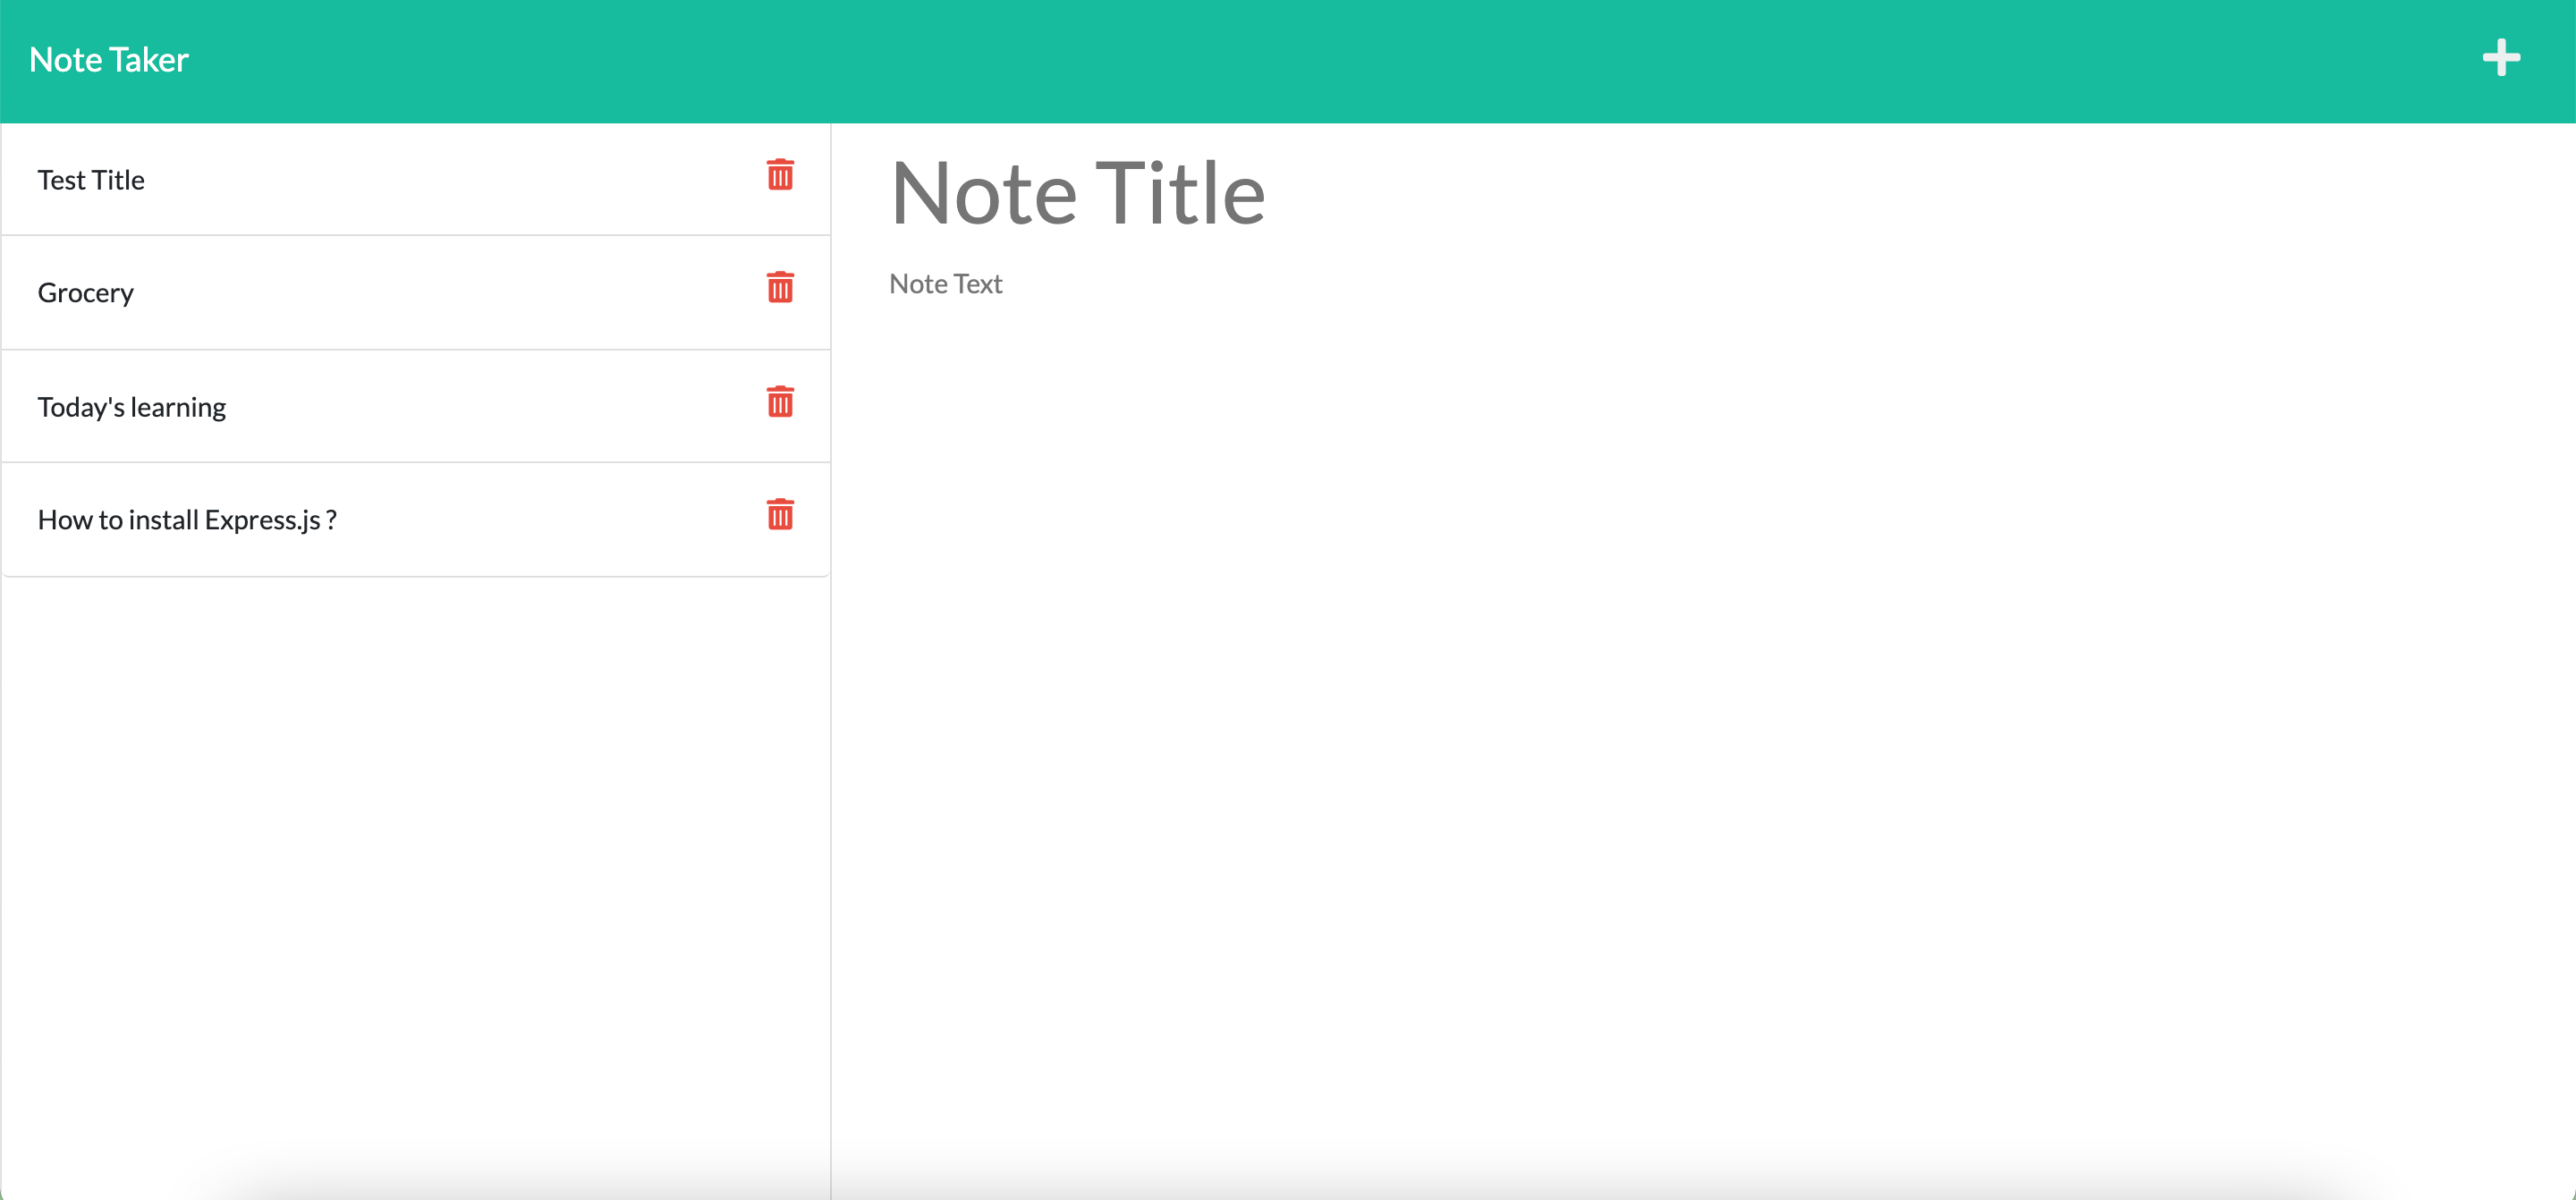 Note Taker
Test Title
Grocery
Today's learning
How to install Express.js ?
Note Title
Note Text